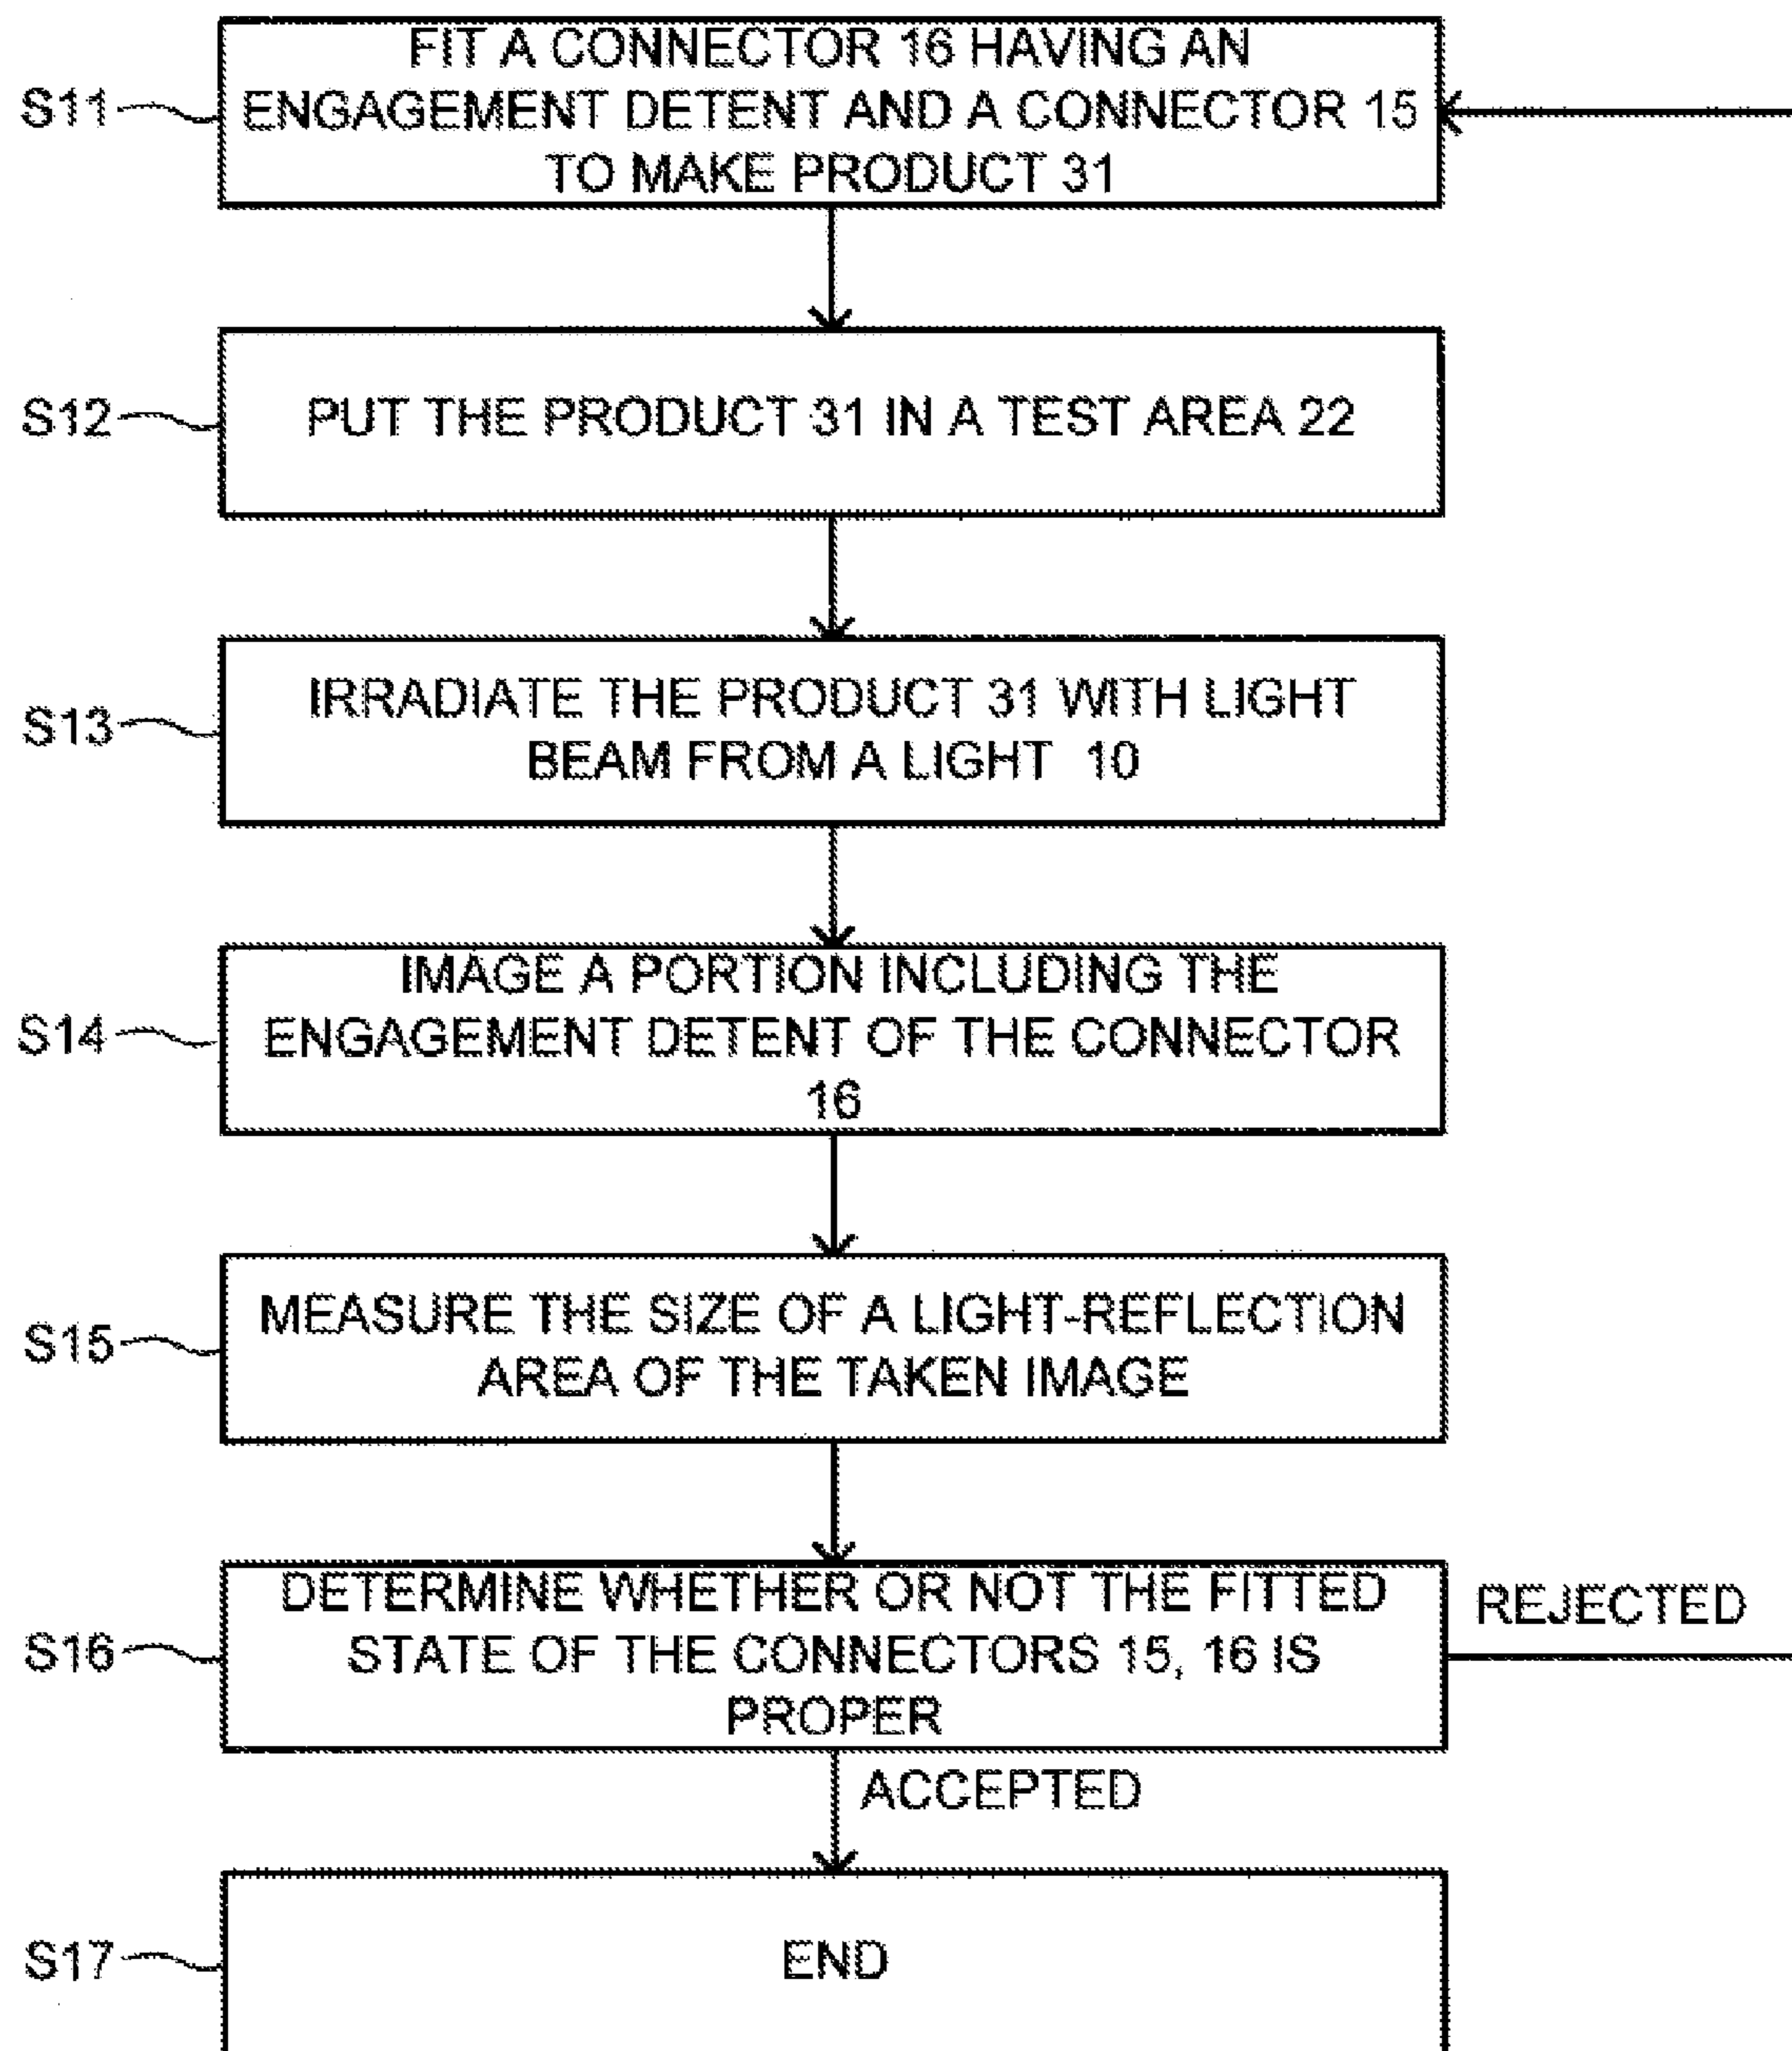 FIT A CONNECTOR 16 HAVING AN
S11 ENGAGEMENT DETENT AND A CONNECTOR 15
TO MAKE PRODUCT 31
S12 PUT THE PRODUCT 31 IN A TEST AREA 22
IRRADIATE THE PRODUCT 31 WITH LIGHT
S13
BEAM FROM A LIGHT 10
IMAGE A PORTION INCLUDING THE
S14 ENGAGEMENT DETENT OF THE CONNECTOR
16
MEASURE THE SIZE OF A LIGHT-REFLECTION
S15
AREA OF THE TAKEN IMAGE
DETERMINE WHETHER OR NOT THE FITTED
REJECTED
S16 STATE OF THE CONNECTORS 15, 16 IS
PROPER
ACCEPTED
S17 END